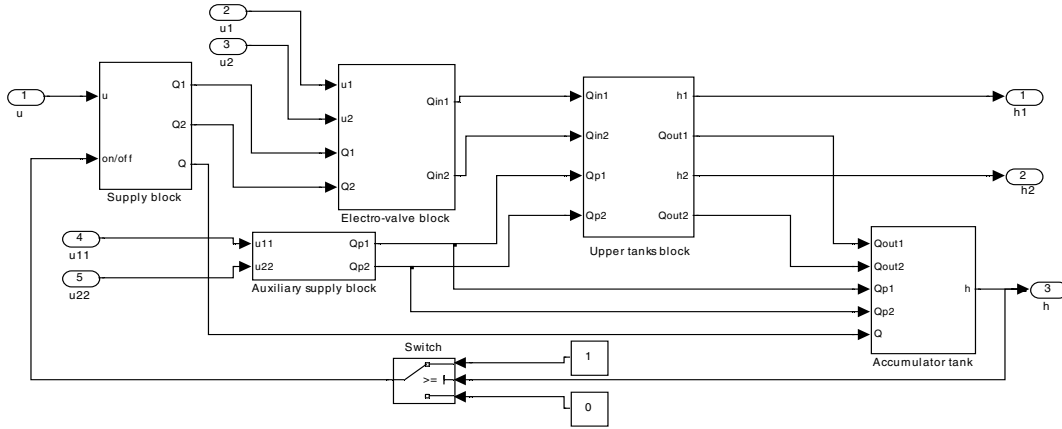 2
u1
3
u2
1
u
u
on/off
Q1
Q2
Q
Supply block
u1
u2
Q1
Q2
Qin1
Qin2
Electro-valve block
Qin1
Qin2
Qp1
Qp2
h1
Qout1
h2
Qout2
Upper tanks block
1
h1
2
h2
4
u11
5
u22
u11
u22
Qp1
Qp2
Auxiliary supply block
Qout1
Qout2
Qp1
Qp2
Q
h
Accumulator tank
3
h
Switch
>=
1
0